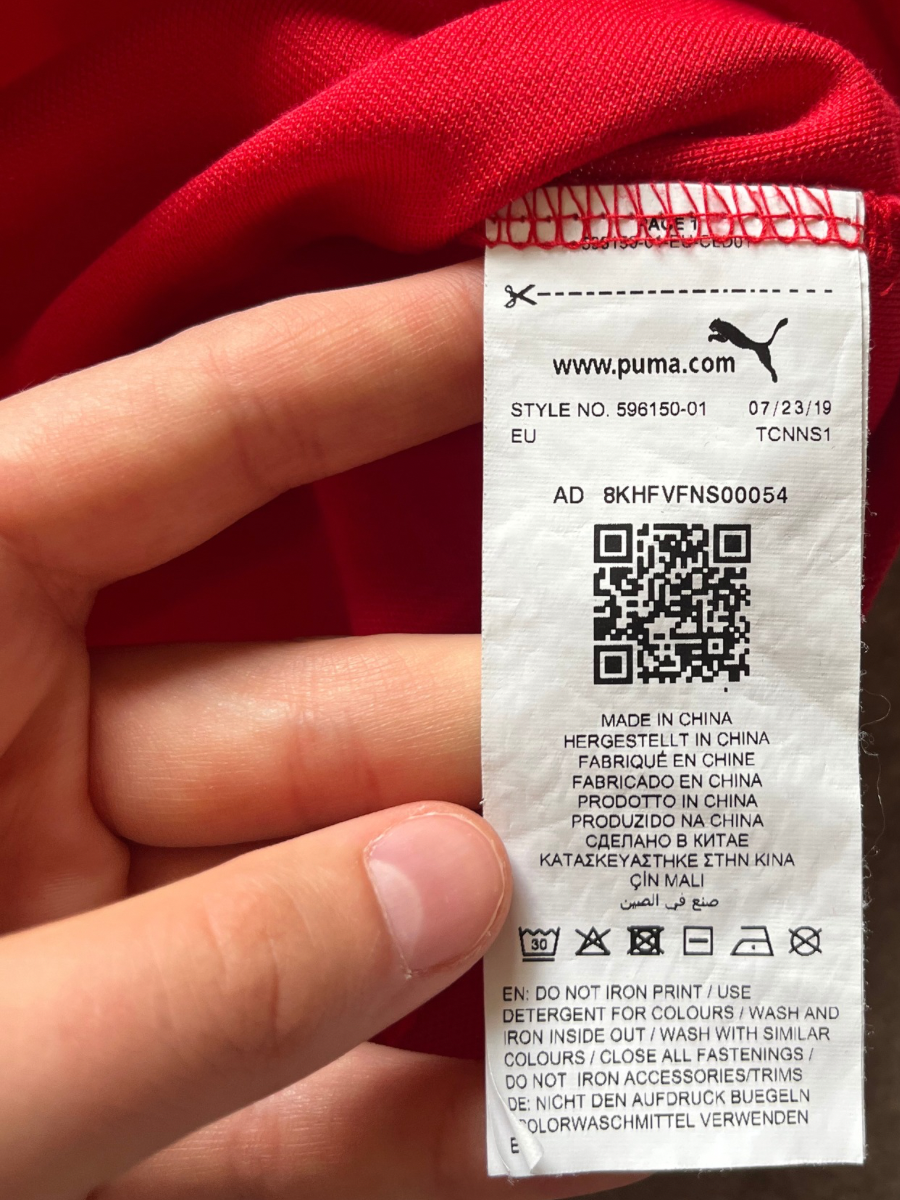 PAGE 1
www.puma.com
STYLE NO. 596150-01 07/23/19
EU TCNNS1
AD 8KHFVFNS00054
MADE IN CHINA
HERGESTELLT IN CHINA
FABRIQUÉ EN CHINE
FABRICADO EN CHINA
PRODOTTO IN CHINA
PRODUZIDO NA CHINA
СДЕЛАНО В КИТАЕ
ΚΑΤΑΣΚΕΥΑΣΤΗΚΕ ΣΤΗΝ ΚΙΝΑ
ÇİN MALI
صنع في الصين
30
EN: DO NOT IRON PRINT / USE
DETERGENT FOR COLOURS / WASH AND
IRON INSIDE OUT / WASH WITH SIMILAR
COLOURS / CLOSE ALL FASTENINGS /
DO NOT IRON ACCESSORIES/TRIMS
DE: NICHT DEN AUFDRUCK BUEGELN
COLORWASCHMITTEL VERWENDEN